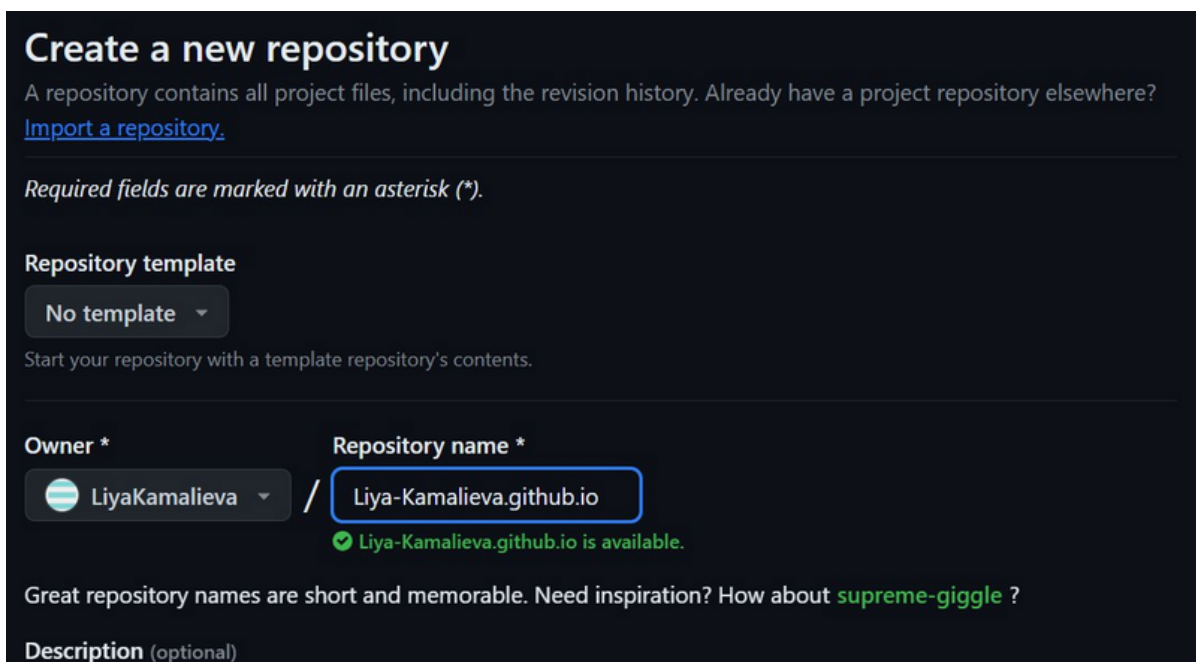 Create a new repository
A repository contains all project files, including the revision history. Already have a project repository elsewhere?
Import a repository.
Required fields are marked with an asterisk (*).
Repository template
No template
Start your repository with a template repository's contents.
Owner * Repository name *
LiyaKamalieva / Liya-Kamalieva.github.io
Liya-Kamalieva.github.io is available.
Great repository names are short and memorable. Need inspiration? How about supreme-giggle ?
Description (optional)